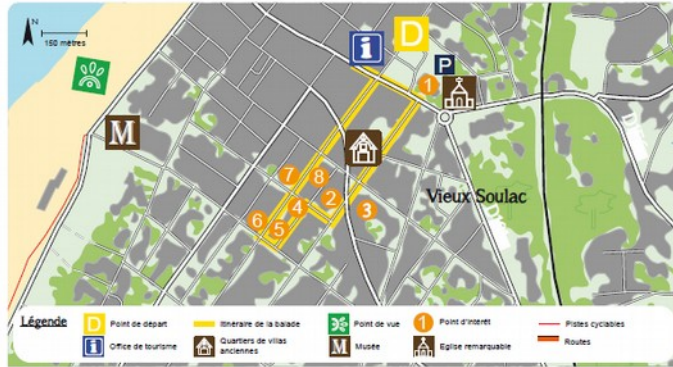 N
150 mètres
i
D
P
1
M
7
8
4
2
3
6
5
Vieux Soulac
Légende
D Point de départ
Itinéraire de la balade
Point de vue
1 Point d'intérêt
Pistes cyclables
i Office de tourisme
Quartiers de villas
anciennes
M Musée
Eglise remarquable
Routes